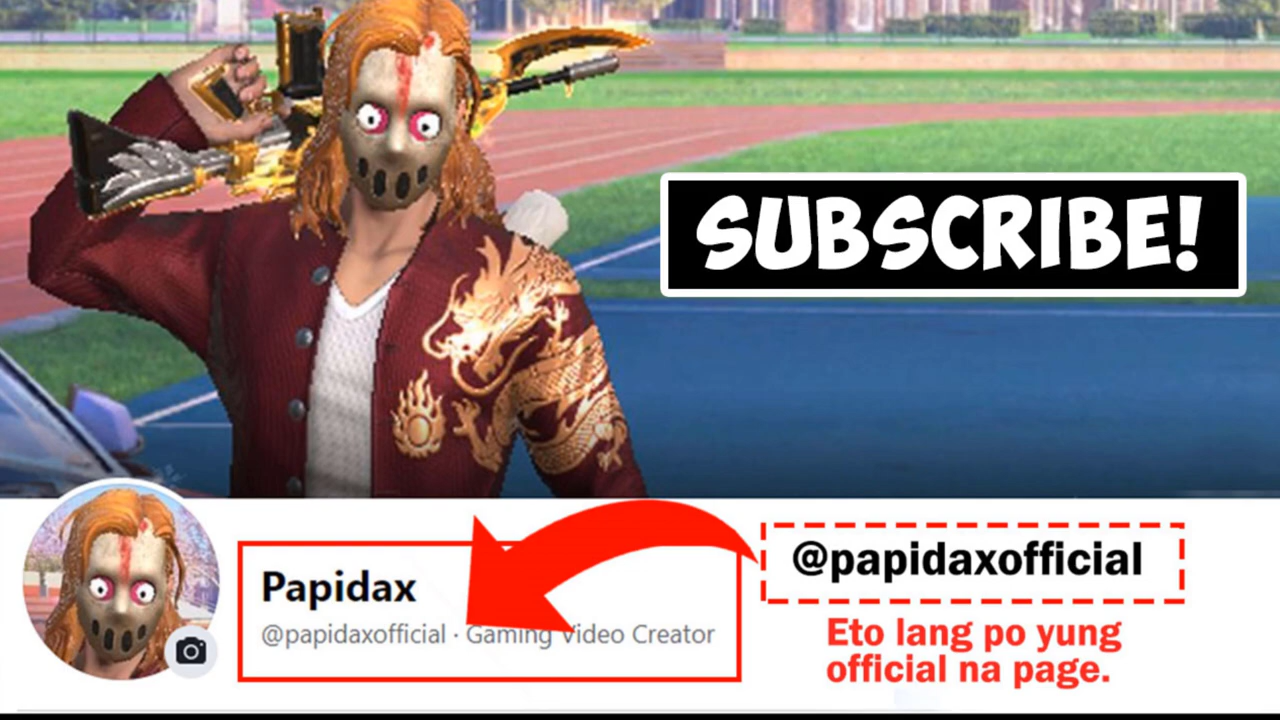 SUBSCRIBE!
Papidax
@papidaxofficial · Gaming Video Creator
@papidaxofficial
Eto lang po yung
official na page.